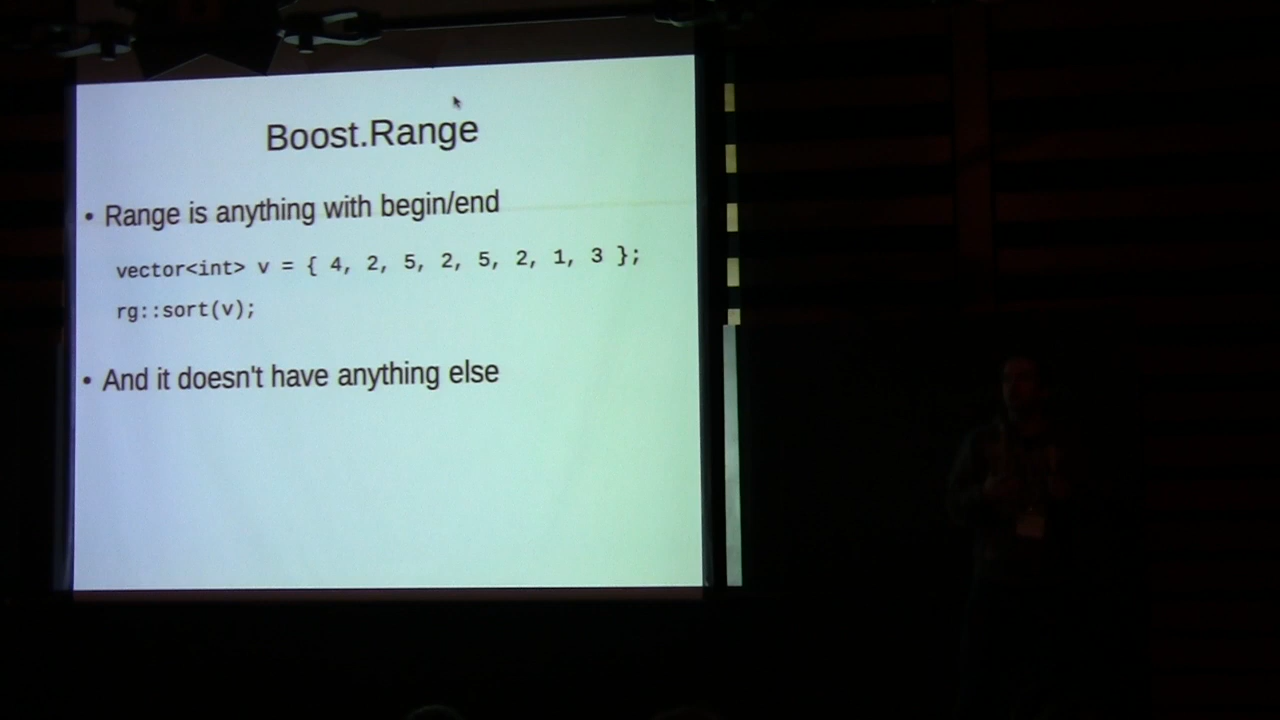 Boost.Range
• Range is anything with begin/end
vector<int> v = { 4, 2, 5, 2, 5, 2, 1, 3 };
rg::sort(v);
• And it doesn't have anything else